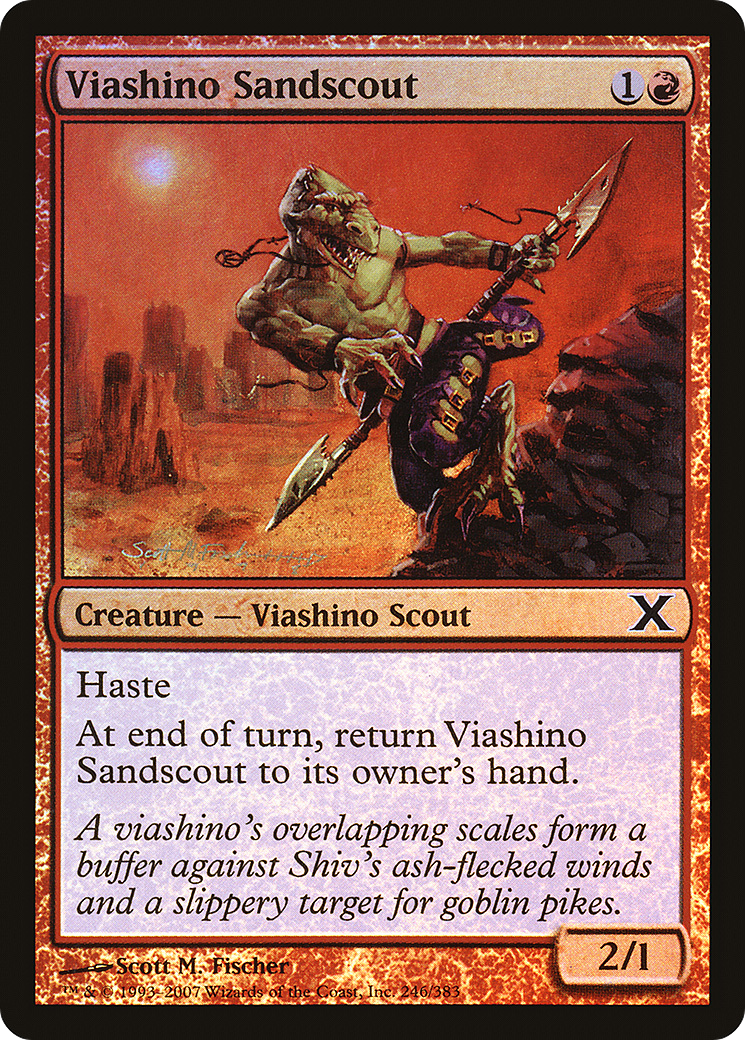 Viashino Sandscout 1
Creature — Viashino Scout X
Haste
At end of turn, return Viashino
Sandscout to its owner's hand.
A viashino's overlapping scales form a
buffer against Shiv's ash-flecked winds
and a slippery target for goblin pikes.
2/1
Scott M. Fischer
™ & © 1993-2007 Wizards of the Coast, Inc. 246/383